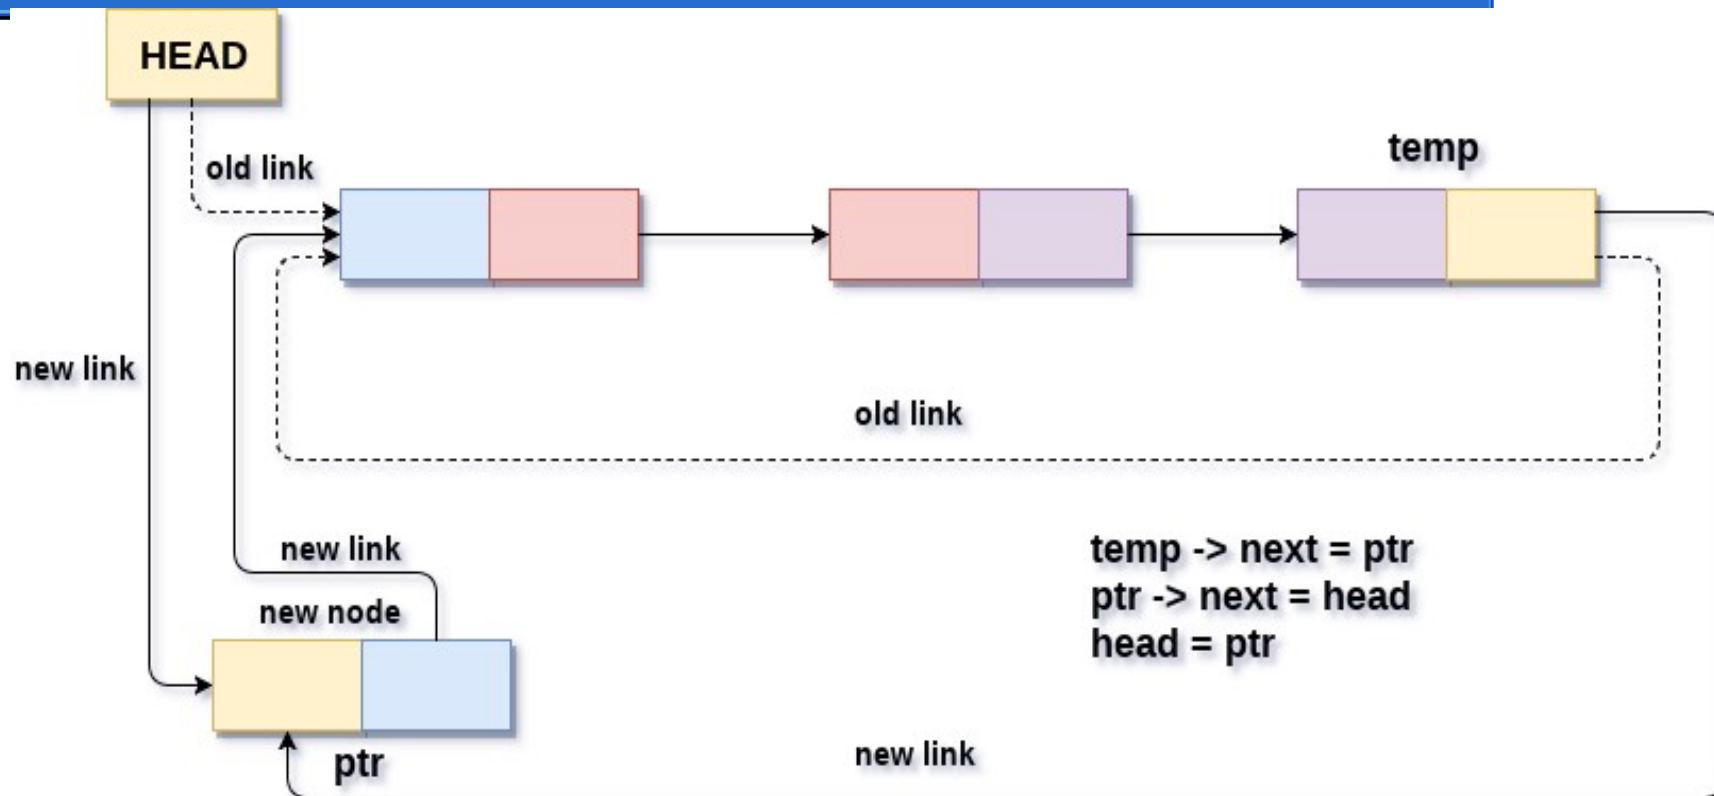 HEAD
old link
temp
new link
old link
new link
new node
temp -> next = ptr
ptr -> next = head
head = ptr
ptr
new link